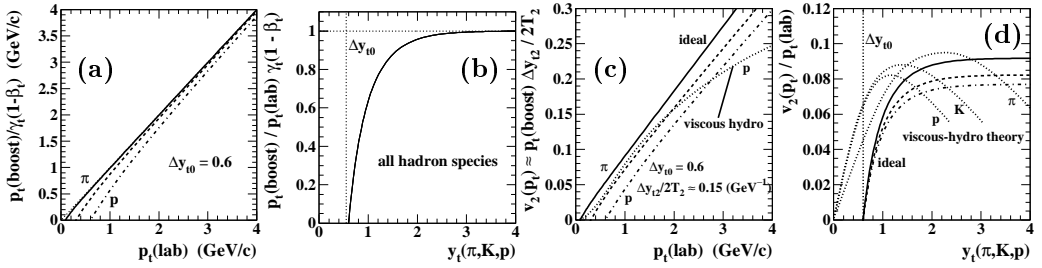 p_t(boost)/γ_t(1-β_t) (GeV/c)
4
3.5
3
2.5
2
1.5
1
0.5
0
(a)
π
p
Δy_t0 = 0.6
0 1 2 3 4
p_t(lab) (GeV/c)
p_t(boost) / p_t(lab) γ_t(1 - β_t)
1
0.8
0.6
0.4
0.2
0
Δy_t0
(b)
all hadron species
0 1 2 3 4
y_t(π,K,p)
v_2(p_t) ≈ p_t(boost) Δy_t2 / 2T_2
0.3
0.25
0.2
0.15
0.1
0.05
0
(c)
ideal
p
viscous hydro
π
Δy_t0 = 0.6
Δy_t2/2T_2 ≈ 0.15 (GeV⁻¹)
p
0 1 2 3 4
p_t(lab) (GeV/c)
v_2(p_t) / p_t(lab)
0.12
0.1
0.08
0.06
0.04
0.02
0
Δy_t0
(d)
π
K
p
viscous-hydro theory
ideal
0 1 2 3 4
y_t(π,K,p)